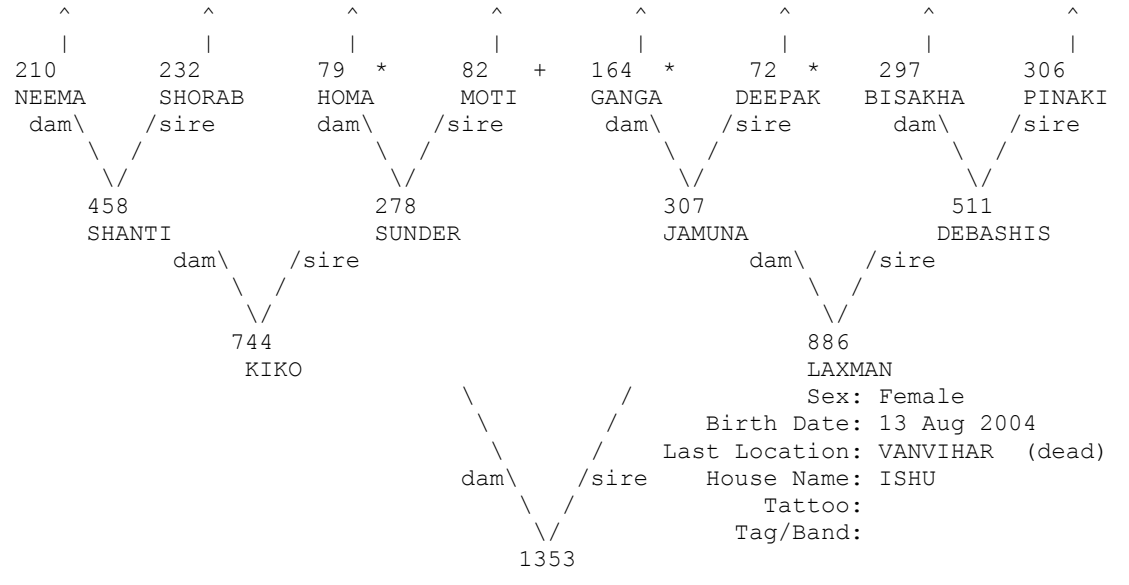 ^ ^ ^ ^ ^ ^ ^ ^
| | | | | | | |
210 232 79 * 82 + 164 * 72 * 297 306
NEEMA SHORAB HOMA MOTI GANGA DEEPAK BISAKHA PINAKI
dam\ /sire dam\ /sire dam\ /sire dam\ /sire
\ / \ / \ / \ /
\/ \/ \/ \/
458 278 307 511
SHANTI SUNDER JAMUNA DEBASHIS
dam\ /sire dam\ /sire
\ / \ /
\/ \/
744 886
KIKO LAXMAN
\ / Sex: Female
\ / Birth Date: 13 Aug 2004
\ / Last Location: VANVIHAR (dead)
dam\ /sire House Name: ISHU
\ / Tattoo:
\/ Tag/Band:
1353